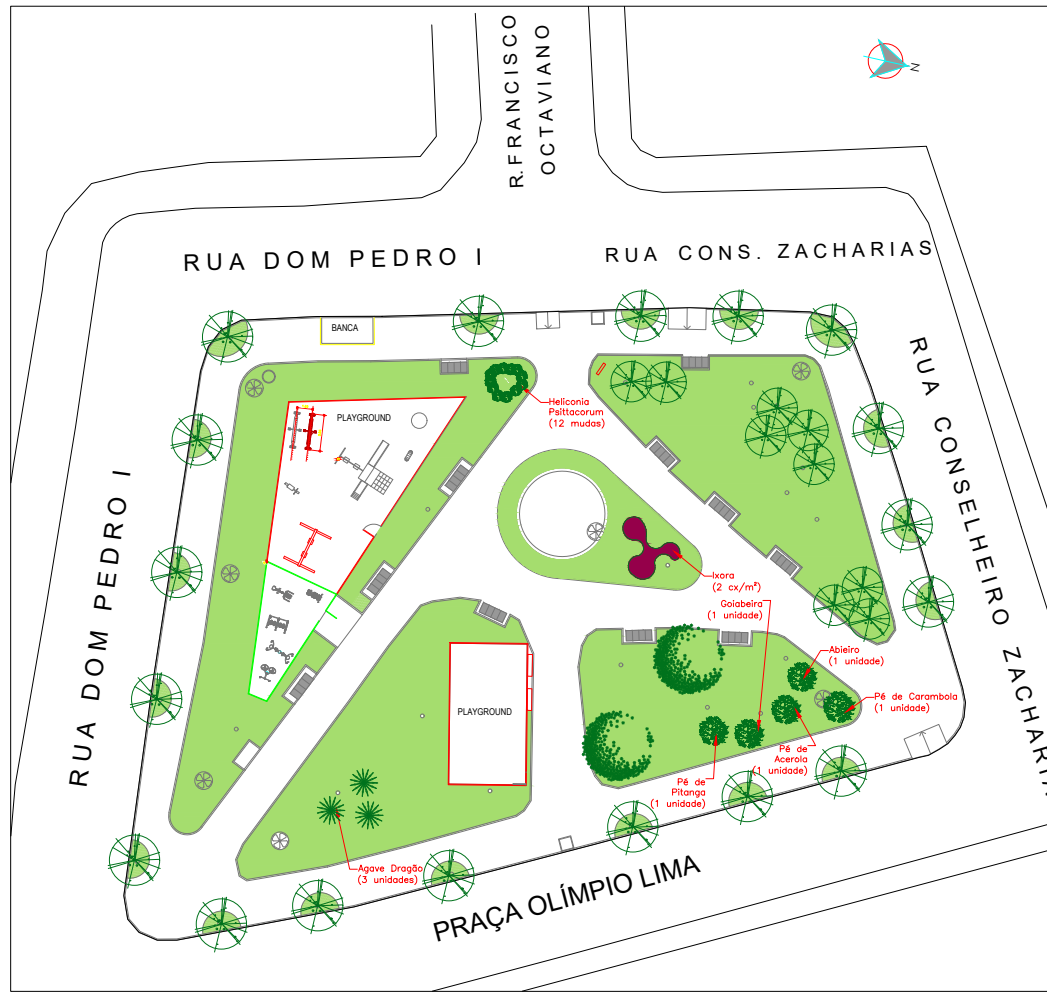 R.FRANCISCO
OCTAVIANO
N
RUA DOM PEDRO I
RUA CONS. ZACHARIAS
BANCA
PLAYGROUND
Heliconia
Psittacorum
(12 mudas)
RUA CONSELHEIRO ZACHARIA
RUA DOM PEDRO I
Ixora
(2 cx/m²)
Goiabeira
(1 unidade)
Abieiro
(1 unidade)
Pé de Carambola
(1 unidade)
PLAYGROUND
Pé de
Acerola
(1 unidade)
Pé de
Pitanga
(1 unidade)
Agave Dragão
(3 unidades)
PRAÇA OLÍMPIO LIMA